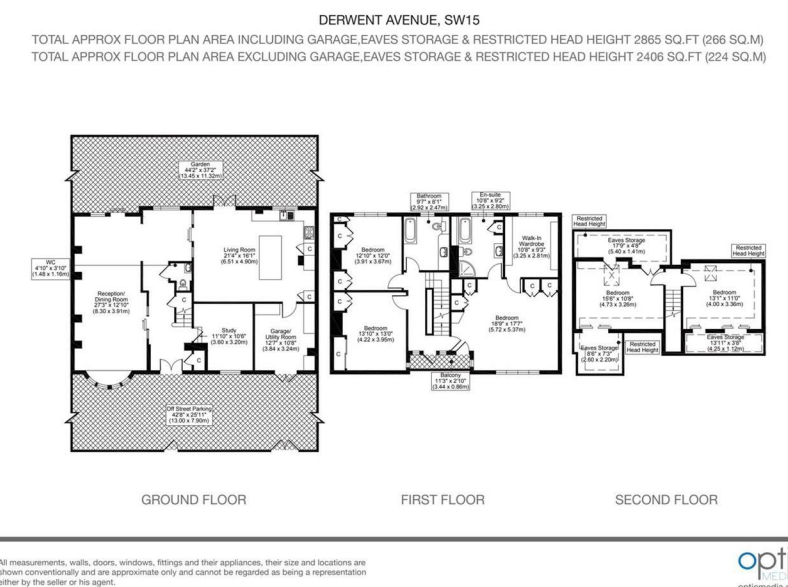 DERWENT AVENUE, SW15
TOTAL APPROX FLOOR PLAN AREA INCLUDING GARAGE,EAVES STORAGE & RESTRICTED HEAD HEIGHT 2865 SQ.FT (266 SQ.M)
TOTAL APPROX FLOOR PLAN AREA EXCLUDING GARAGE,EAVES STORAGE & RESTRICTED HEAD HEIGHT 2406 SQ.FT (224 SQ.M)
Garden
44'2" x 37'2"
(13.45 x 11.32m)
WC
4'10" x 3'10"
(1.48 x 1.16m)
Living Room
21'4" x 16'1"
(6.51 x 4.90m)
Reception/
Dining Room
27'3" x 12'10"
(8.30 x 3.91m)
Study
11'10" x 10'6"
(3.60 x 3.20m)
Garage/
Utility Room
12'7" x 10'8"
(3.84 x 3.24m)
C
C
C
C
Off Street Parking
42'8" x 25'11"
(13.00 x 7.90m)
GROUND FLOOR
Bathroom
9'7" x 8'1"
(2.92 x 2.47m)
En-suite
10'8" x 9'2"
(3.25 x 2.80m)
Walk-In
Wardrobe
10'8" x 9'3"
(3.25 x 2.81m)
Bedroom
12'10" x 12'0"
(3.91 x 3.67m)
Bedroom
13'10" x 13'0"
(4.22 x 3.95m)
Bedroom
18'9" x 17'7"
(5.72 x 5.37m)
C
C
C
C
C
C
C
C
Balcony
11'3" x 2'10"
(3.44 x 0.86m)
FIRST FLOOR
Restricted
Head Height
Eaves Storage
17'9" x 4'8"
(5.40 x 1.41m)
Restricted
Head Height
Bedroom
15'6" x 10'8"
(4.73 x 3.26m)
Bedroom
13'1" x 11'0"
(4.00 x 3.36m)
Eaves Storage
8'6" x 7'3"
(2.60 x 2.20m)
Restricted
Head Height
Eaves Storage
13'11" x 3'8"
(4.25 x 1.12m)
SECOND FLOOR
All measurements, walls, doors, windows, fittings and their appliances, their size and locations are
shown conventionally and are approximate only and cannot be regarded as being a representation
either by the seller or his agent.
opti
MED
opticmedia.c